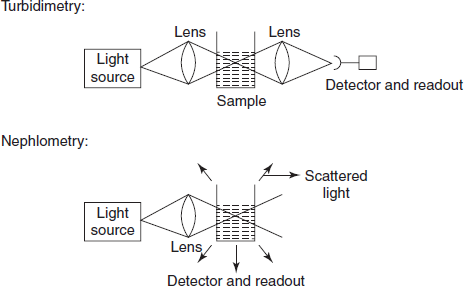 Turbidimetry:
Lens
Lens
Light
source
Sample
Detector and readout
Nephlometry:
Scattered
light
Light
source
Lens
Detector and readout